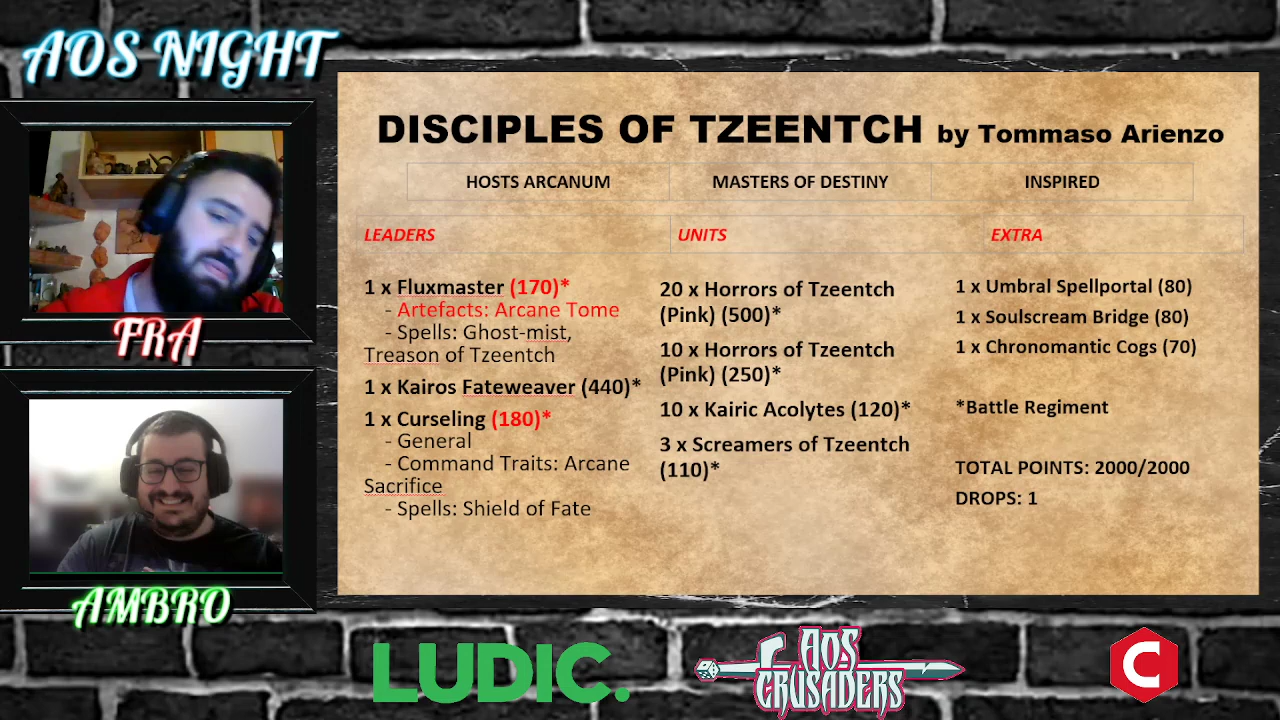 AOS NIGHT
FRA
AMBRO
DISCIPLES OF TZEENTCH by Tommaso Arienzo
HOSTS ARCANUM
MASTERS OF DESTINY
INSPIRED
LEADERS
UNITS
EXTRA
1 x Fluxmaster (170)*
- Artefacts: Arcane Tome
- Spells: Ghost-mist,
Treason of Tzeentch
1 x Kairos Fateweaver (440)*
1 x Curseling (180)*
- General
- Command Traits: Arcane
Sacrifice
- Spells: Shield of Fate
20 x Horrors of Tzeentch
(Pink) (500)*
10 x Horrors of Tzeentch
(Pink) (250)*
10 x Kairic Acolytes (120)*
3 x Screamers of Tzeentch
(110)*
1 x Umbral Spellportal (80)
1 x Soulscream Bridge (80)
1 x Chronomantic Cogs (70)
*Battle Regiment
TOTAL POINTS: 2000/2000
DROPS: 1
LUDIC.
AOS
CRUSADERS
C